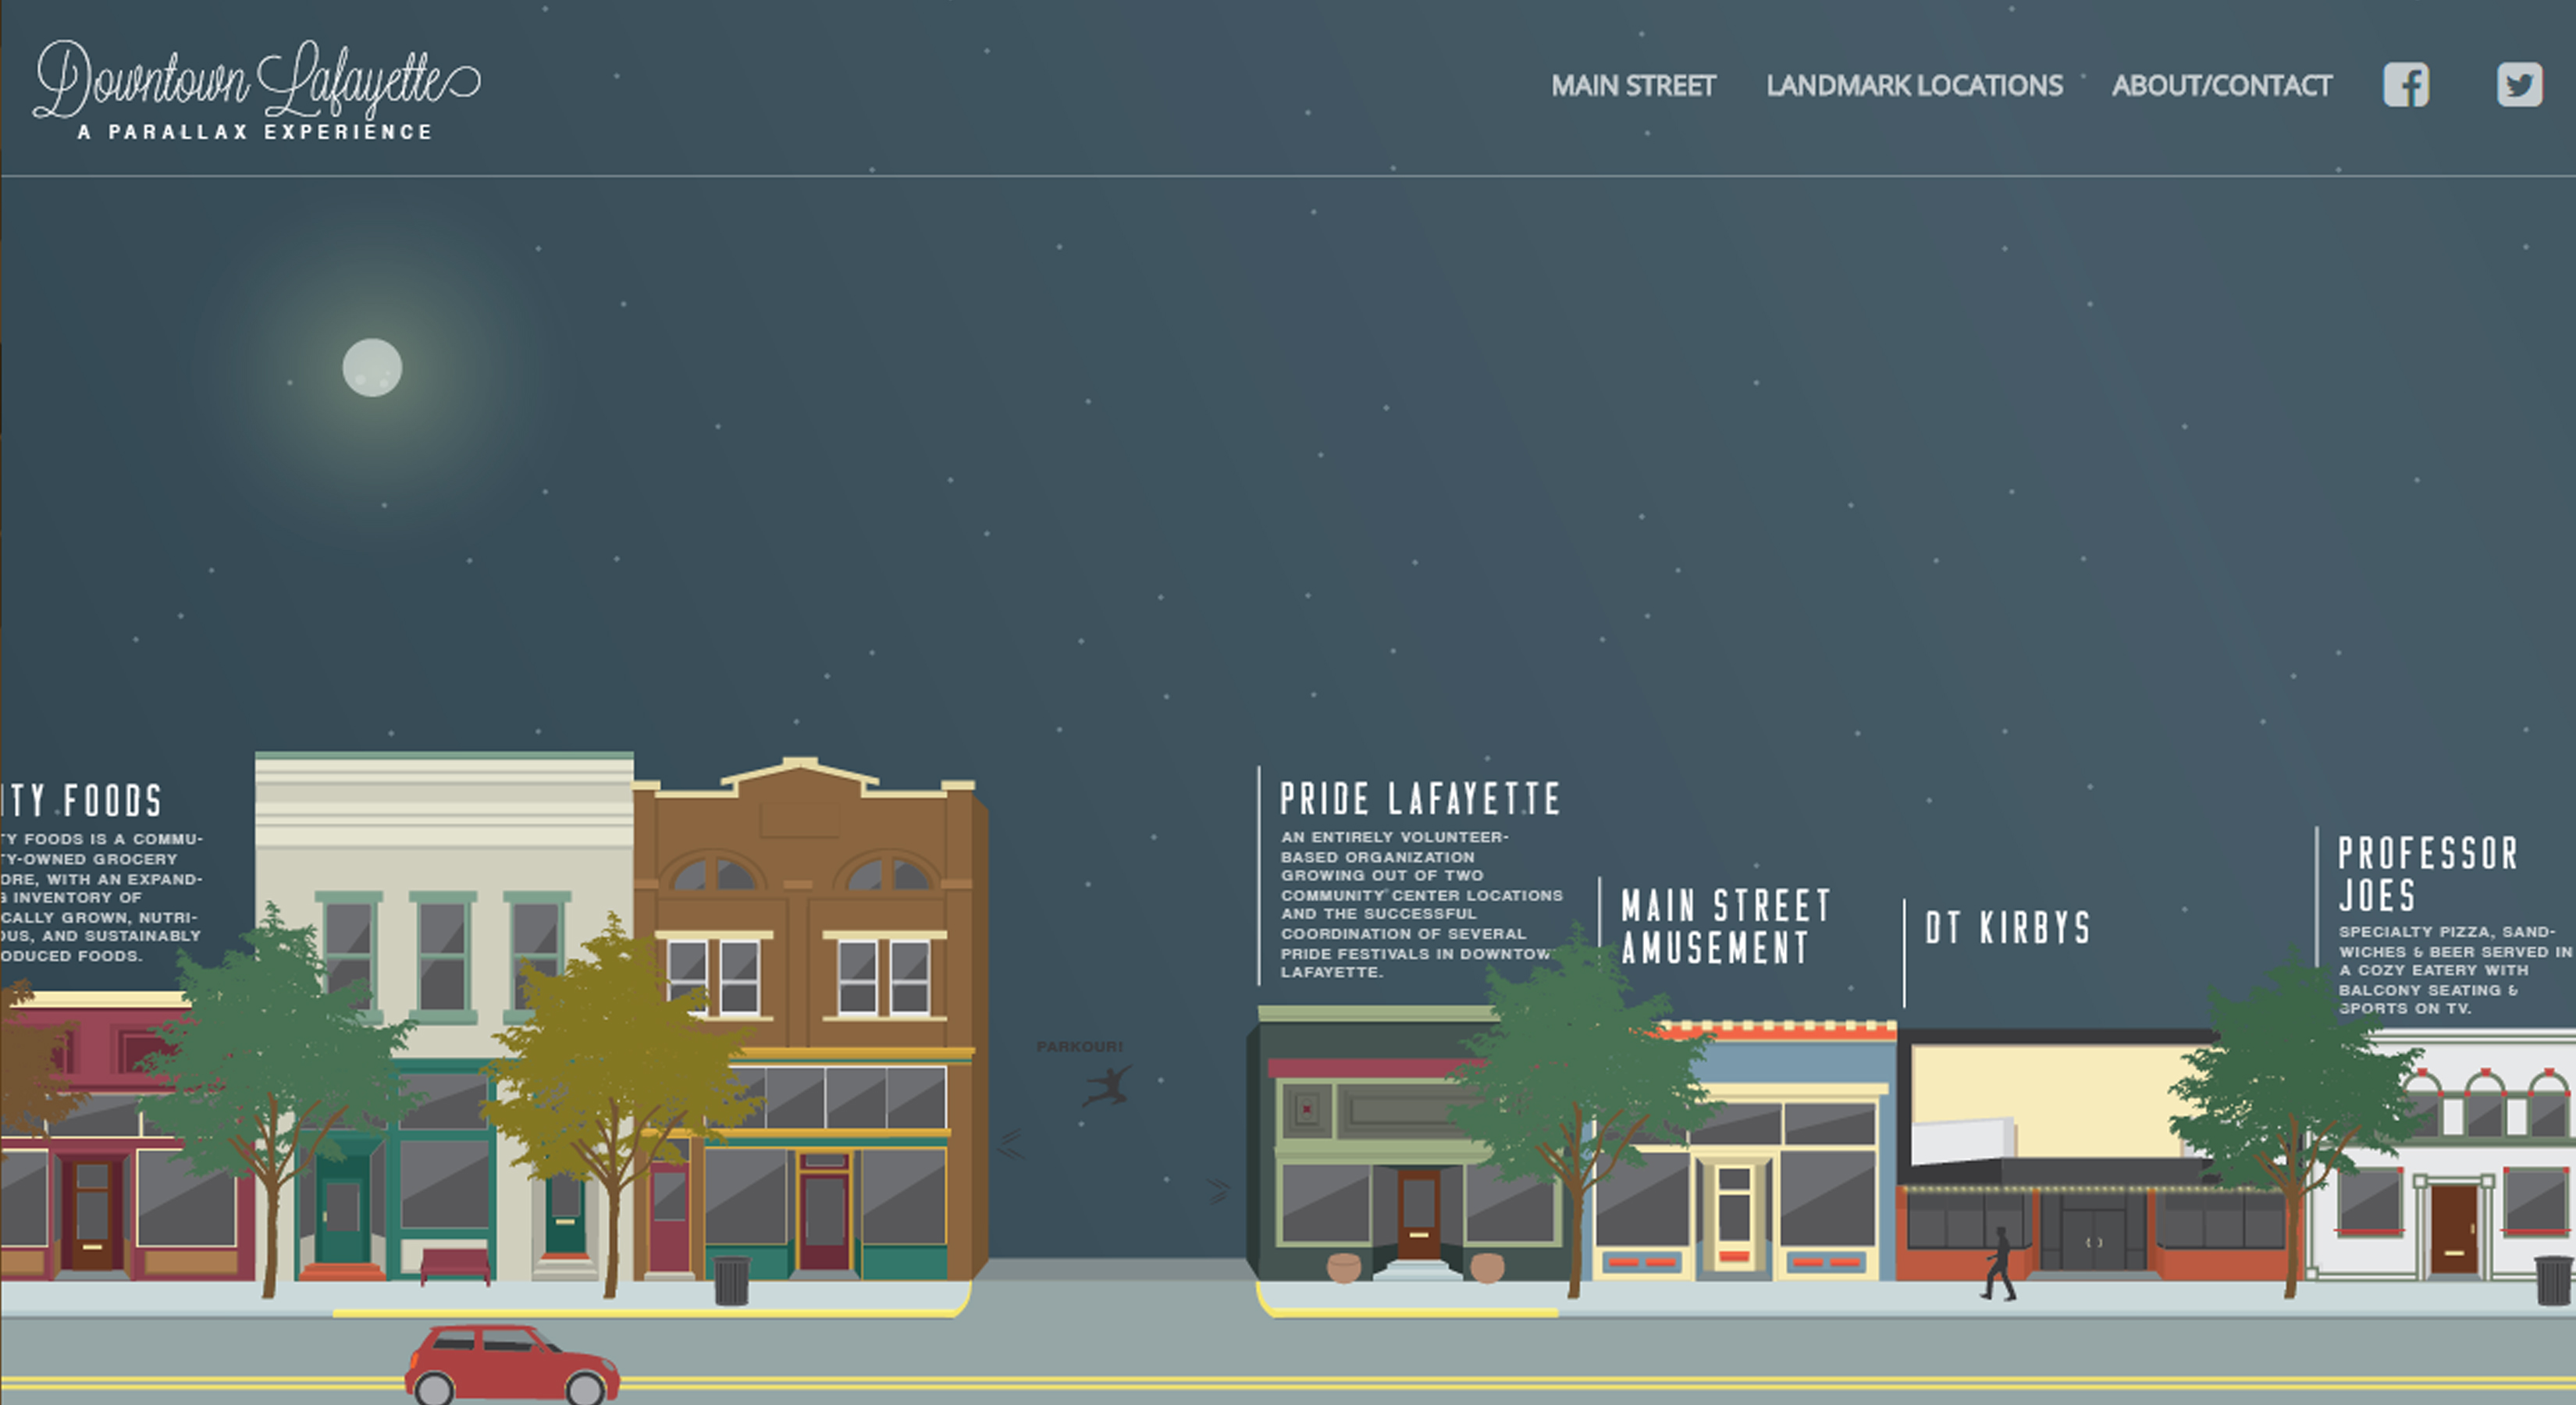 Downtown Lafayette
A PARALLAX EXPERIENCE
MAIN STREET
LANDMARK LOCATIONS
ABOUT/CONTACT
ITY FOODS
TY FOODS IS A COMMU-
TY-OWNED GROCERY
ORE, WITH AN EXPAND-
G INVENTORY OF
CALLY GROWN, NUTRI-
OUS, AND SUSTAINABLY
ODUCED FOODS.
PARKOUR!
PRIDE LAFAYETTE
AN ENTIRELY VOLUNTEER-
BASED ORGANIZATION
GROWING OUT OF TWO
COMMUNITY CENTER LOCATIONS
AND THE SUCCESSFUL
COORDINATION OF SEVERAL
PRIDE FESTIVALS IN DOWNTOW
LAFAYETTE.
MAIN STREET
AMUSEMENT
DT KIRBYS
PROFESSOR
JOES
SPECIALTY PIZZA, SAND-
WICHES & BEER SERVED IN
A COZY EATERY WITH
BALCONY SEATING &
SPORTS ON TV.